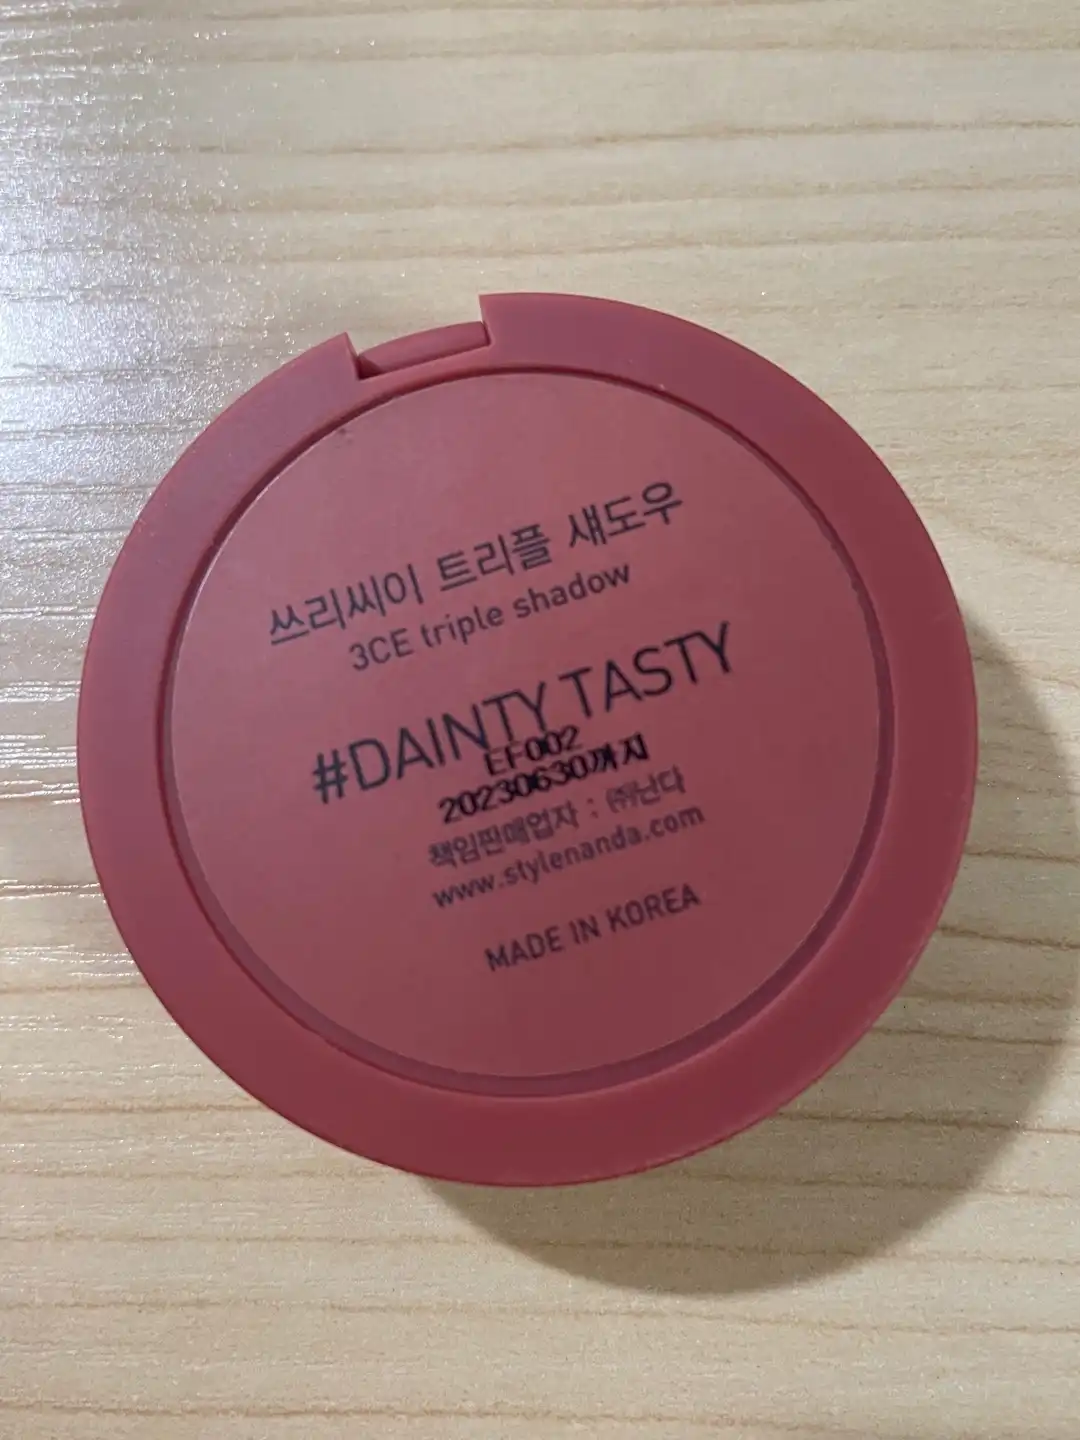 쓰리씨이 트리플 섀도우
3CE triple shadow
#DAINTY TASTY
EF002
20230630까지
책임판매업자 : ㈜난다
www.stylenanda.com
MADE IN KOREA